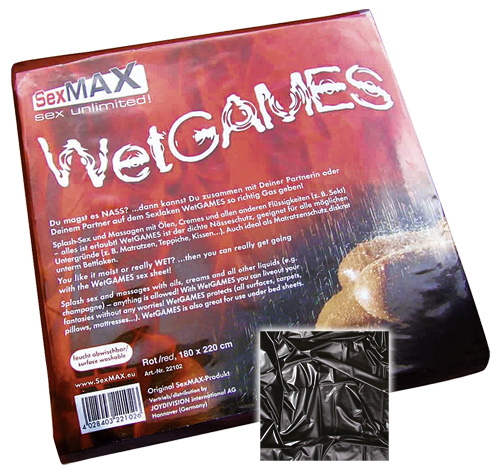 SexMAX
sex unlimited!
WetGAMES
Du magst es NASS? ...dann kannst Du zusammen mit Deiner Partnerin oder
Deinem Partner auf dem Sexlaken WetGAMES so richtig Gas geben!
Splash-Sex und Massagen mit Ölen, Cremes und allen anderen Flüssigkeiten (z. B. Sekt)
– alles ist erlaubt! WetGAMES ist der dichte Nässeschutz, geeignet für alle möglichen
Untergründe (z. B. Matratzen, Teppiche, Kissen...). Auch ideal als Matratzenschutz diskret
unterm Bettlaken.
You like it moist or really WET? ...then you can really get going
with the WetGAMES sex sheet!
Splash sex and massages with oils, creams and all other liquids (e.g.
champagne) – anything is allowed! With WetGAMES you can liveout your
fantasies without any worries! WetGAMES protects (all surfaces, carpets,
pillows, mattresses...). WetGAMES is also great for use under bed sheets.
feucht abwischbar/
surface washable
www.SexMAX.eu
Rot/red, 180 x 220 cm
Art.-Nr. 22102
Original SexMAX-Produkt
Vertrieb/distribution by
JOYDIVISION international AG
Hannover (Germany)
4 028403 221026